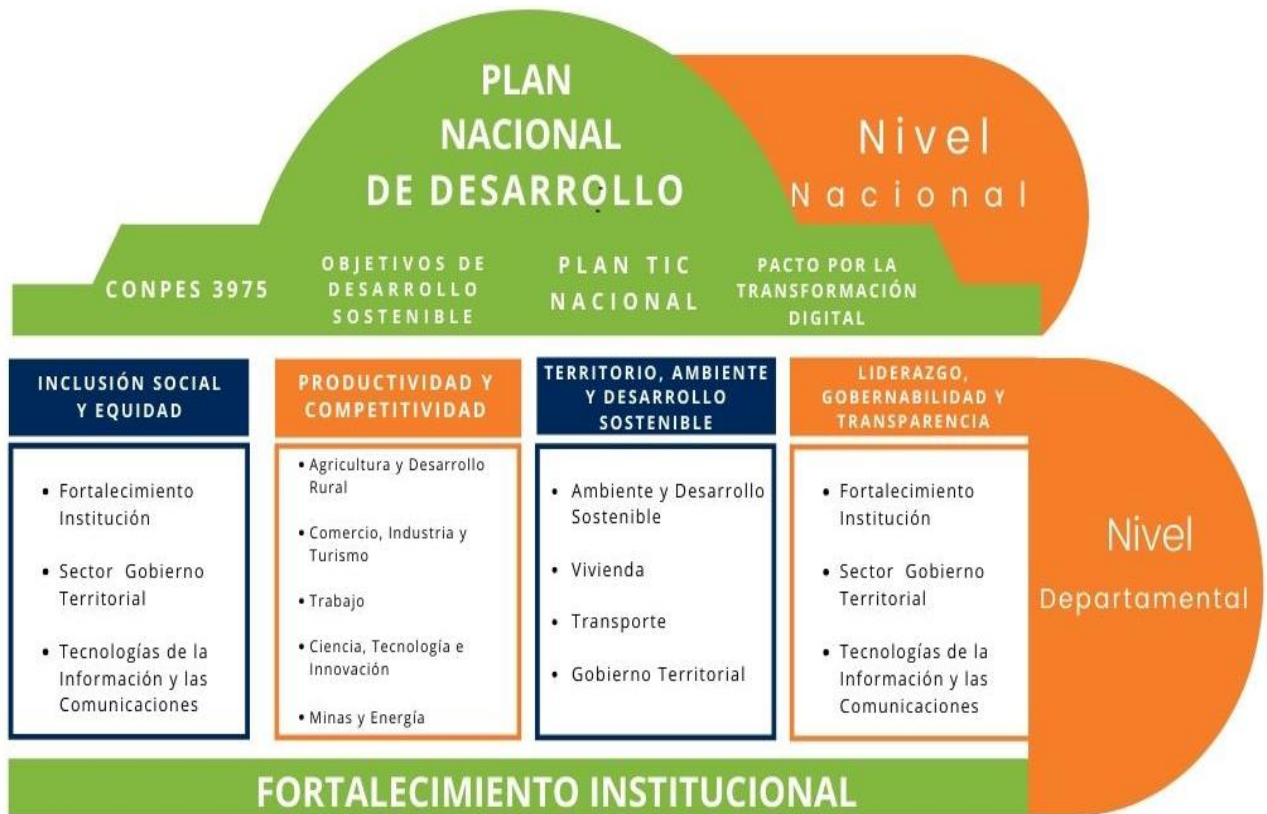 PLAN
NACIONAL
DE DESARROLLO
Nivel
Nacional
CONPES 3975
OBJETIVOS DE
DESARROLLO
SOSTENIBLE
PLAN TIC
NACIONAL
PACTO POR LA
TRANSFORMACIÓN
DIGITAL
INCLUSIÓN SOCIAL
Y EQUIDAD
• Fortalecimiento
Institución
• Sector Gobierno
Territorial
• Tecnologías de la
Información y las
Comunicaciones
PRODUCTIVIDAD Y
COMPETITIVIDAD
• Agricultura y Desarrollo
Rural
• Comercio, Industria y
Turismo
• Trabajo
• Ciencia, Tecnología e
Innovación
• Minas y Energía
TERRITORIO, AMBIENTE
Y DESARROLLO
SOSTENIBLE
• Ambiente y Desarrollo
Sostenible
• Vivienda
• Transporte
• Gobierno Territorial
LIDERAZGO,
GOBERNABILIDAD Y
TRANSPARENCIA
• Fortalecimiento
Institución
• Sector Gobierno
Territorial
• Tecnologías de la
Información y las
Comunicaciones
Nivel
Departamental
FORTALECIMIENTO INSTITUCIONAL